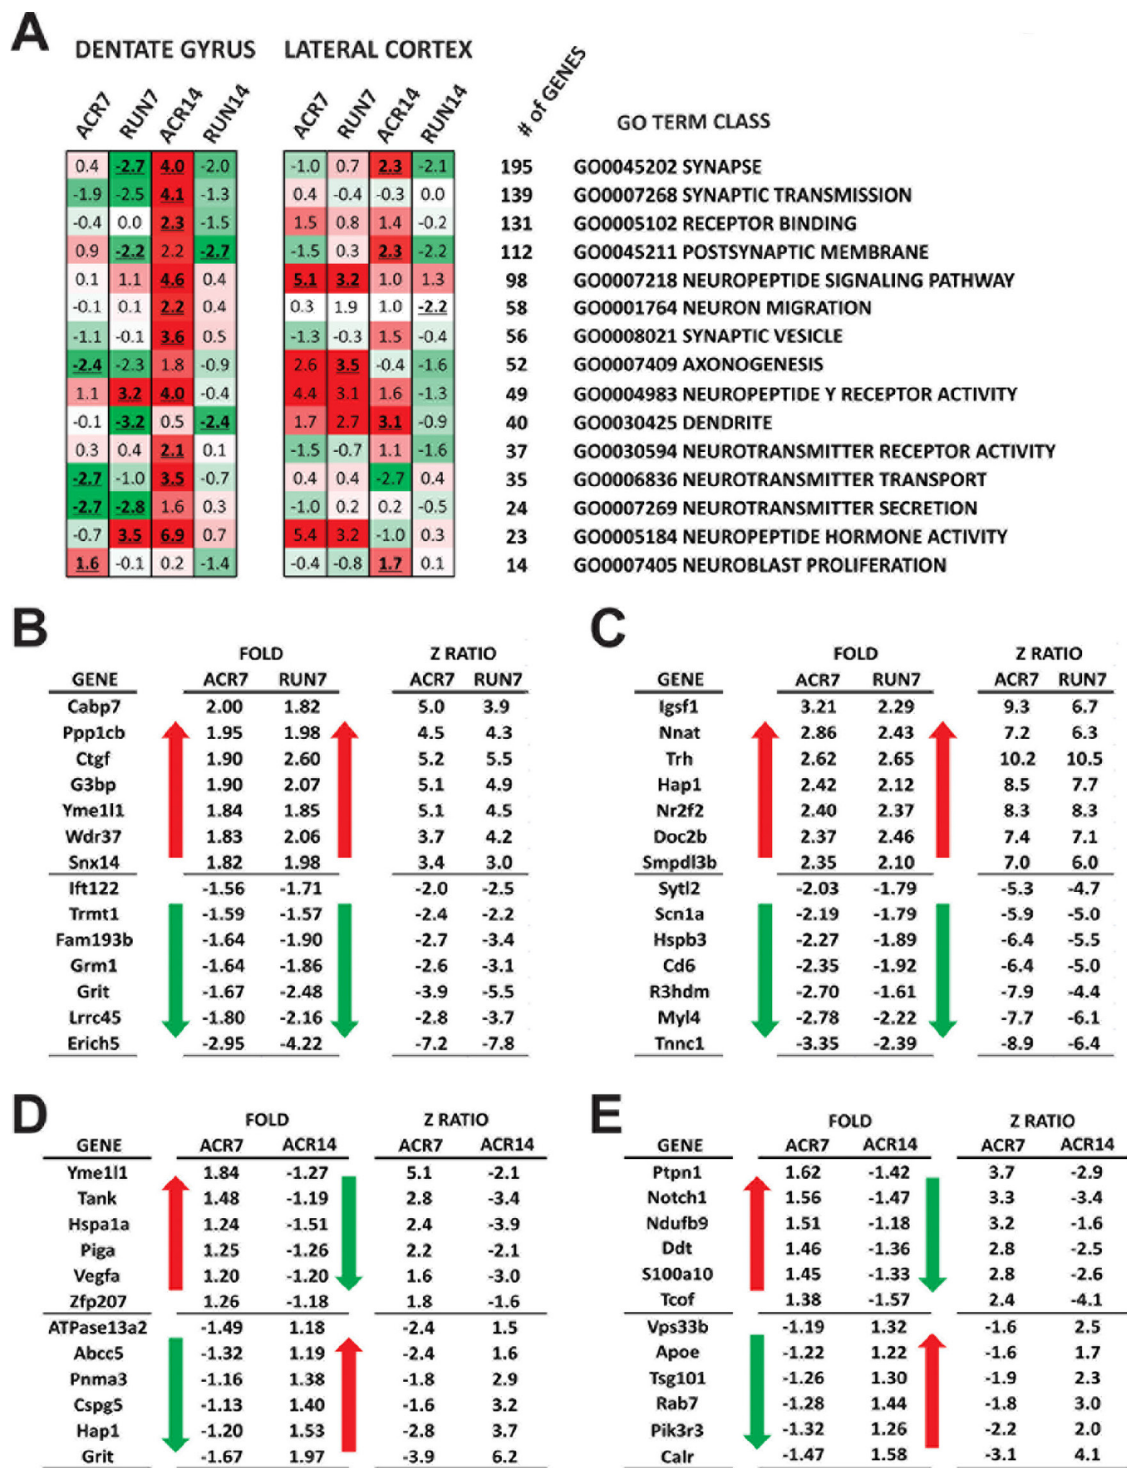 A
DENTATE GYRUS LATERAL CORTEX
ACR7 RUN7 ACR14 RUN14 ACR7 RUN7 ACR14 RUN14 # of GENES GO TERM CLASS
0.4 -2.7 4.0 -2.0 -1.0 0.7 2.3 -2.1 195 GO0045202 SYNAPSE
-1.9 -2.5 4.1 -1.3 0.4 -0.4 -0.3 0.0 139 GO0007268 SYNAPTIC TRANSMISSION
-0.4 0.0 2.3 -1.5 1.5 0.8 1.4 -0.2 131 GO0005102 RECEPTOR BINDING
0.9 -2.2 2.2 -2.7 -1.5 0.3 2.3 -2.2 112 GO0045211 POSTSYNAPTIC MEMBRANE
0.1 1.1 4.6 0.4 5.1 3.2 1.0 1.3 98 GO0007218 NEUROPEPTIDE SIGNALING PATHWAY
-0.1 0.1 2.2 0.4 0.3 1.9 1.0 -2.2 58 GO0001764 NEURON MIGRATION
-1.1 -0.1 3.6 0.5 -1.3 -0.3 1.5 -0.4 56 GO0008021 SYNAPTIC VESICLE
-2.4 -2.3 1.8 -0.9 2.6 3.5 -0.4 -1.6 52 GO0007409 AXONOGENESIS
1.1 3.2 4.0 -0.4 4.4 3.1 1.6 -1.3 49 GO0004983 NEUROPEPTIDE Y RECEPTOR ACTIVITY
-0.1 -3.2 0.5 -2.4 1.7 2.7 3.1 -0.9 40 GO0030425 DENDRITE
0.3 0.4 2.1 0.1 -1.5 -0.7 1.1 -1.6 37 GO0030594 NEUROTRANSMITTER RECEPTOR ACTIVITY
-2.7 -1.0 3.5 -0.7 0.4 0.4 -2.7 0.4 35 GO0006836 NEUROTRANSMITTER TRANSPORT
-2.7 -2.8 1.6 0.3 -1.0 0.2 0.2 -0.5 24 GO0007269 NEUROTRANSMITTER SECRETION
-0.7 3.5 6.9 0.7 5.4 3.2 -1.0 0.3 23 GO0005184 NEUROPEPTIDE HORMONE ACTIVITY
1.6 -0.1 0.2 -1.4 -0.4 -0.8 1.7 0.1 14 GO0007405 NEUROBLAST PROLIFERATION
B
FOLD Z RATIO
GENE ACR7 RUN7 ACR7 RUN7
Cabp7 2.00 1.82 5.0 3.9
Ppp1cb 1.95 1.98 4.5 4.3
Ctgf 1.90 2.60 5.2 5.5
G3bp 1.90 2.07 5.1 4.9
Yme1l1 1.84 1.85 5.1 4.5
Wdr37 1.83 2.06 3.7 4.2
Snx14 1.82 1.98 3.4 3.0
Ift122 -1.56 -1.71 -2.0 -2.5
Trmt1 -1.59 -1.57 -2.4 -2.2
Fam193b -1.64 -1.90 -2.7 -3.4
Grm1 -1.64 -1.86 -2.6 -3.1
Grit -1.67 -2.48 -3.9 -5.5
Lrrc45 -1.80 -2.16 -2.8 -3.7
Erich5 -2.95 -4.22 -7.2 -7.8
C
FOLD Z RATIO
GENE ACR7 RUN7 ACR7 RUN7
Igsf1 3.21 2.29 9.3 6.7
Nnat 2.86 2.43 7.2 6.3
Trh 2.62 2.65 10.2 10.5
Hap1 2.42 2.12 8.5 7.7
Nr2f2 2.40 2.37 8.3 8.3
Doc2b 2.37 2.46 7.4 7.1
Smpdl3b 2.35 2.10 7.0 6.0
Sytl2 -2.03 -1.79 -5.3 -4.7
Scn1a -2.19 -1.79 -5.9 -5.0
Hspb3 -2.27 -1.89 -6.4 -5.5
Cd6 -2.35 -1.92 -6.4 -5.0
R3hdm -2.70 -1.61 -7.9 -4.4
Myl4 -2.78 -2.22 -7.7 -6.1
Tnnc1 -3.35 -2.39 -8.9 -6.4
D
FOLD Z RATIO
GENE ACR7 ACR14 ACR7 ACR14
Yme1l1 1.84 -1.27 5.1 -2.1
Tank 1.48 -1.19 2.8 -3.4
Hspa1a 1.24 -1.51 2.4 -3.9
Piga 1.25 -1.26 2.2 -2.1
Vegfa 1.20 -1.20 1.6 -3.0
Zfp207 1.26 -1.18 1.8 -1.6
ATPase13a2 -1.49 1.18 -2.4 1.5
Abcc5 -1.32 1.19 -2.4 1.6
Pnma3 -1.16 1.38 -1.8 2.9
Cspg5 -1.13 1.40 -1.6 3.2
Hap1 -1.20 1.53 -2.8 3.7
Grit -1.67 1.97 -3.9 6.2
E
FOLD Z RATIO
GENE ACR7 ACR14 ACR7 ACR14
Ptpn1 1.62 -1.42 3.7 -2.9
Notch1 1.56 -1.47 3.3 -3.4
Ndufb9 1.51 -1.18 3.2 -1.6
Ddt 1.46 -1.36 2.8 -2.5
S100a10 1.45 -1.33 2.8 -2.6
Tcof 1.38 -1.57 2.4 -4.1
Vps33b -1.19 1.32 -1.6 2.5
Apoe -1.22 1.22 -1.6 1.7
Tsg101 -1.26 1.30 -1.9 2.3
Rab7 -1.28 1.44 -1.8 3.0
Pik3r3 -1.32 1.26 -2.2 2.0
Calr -1.47 1.58 -3.1 4.1